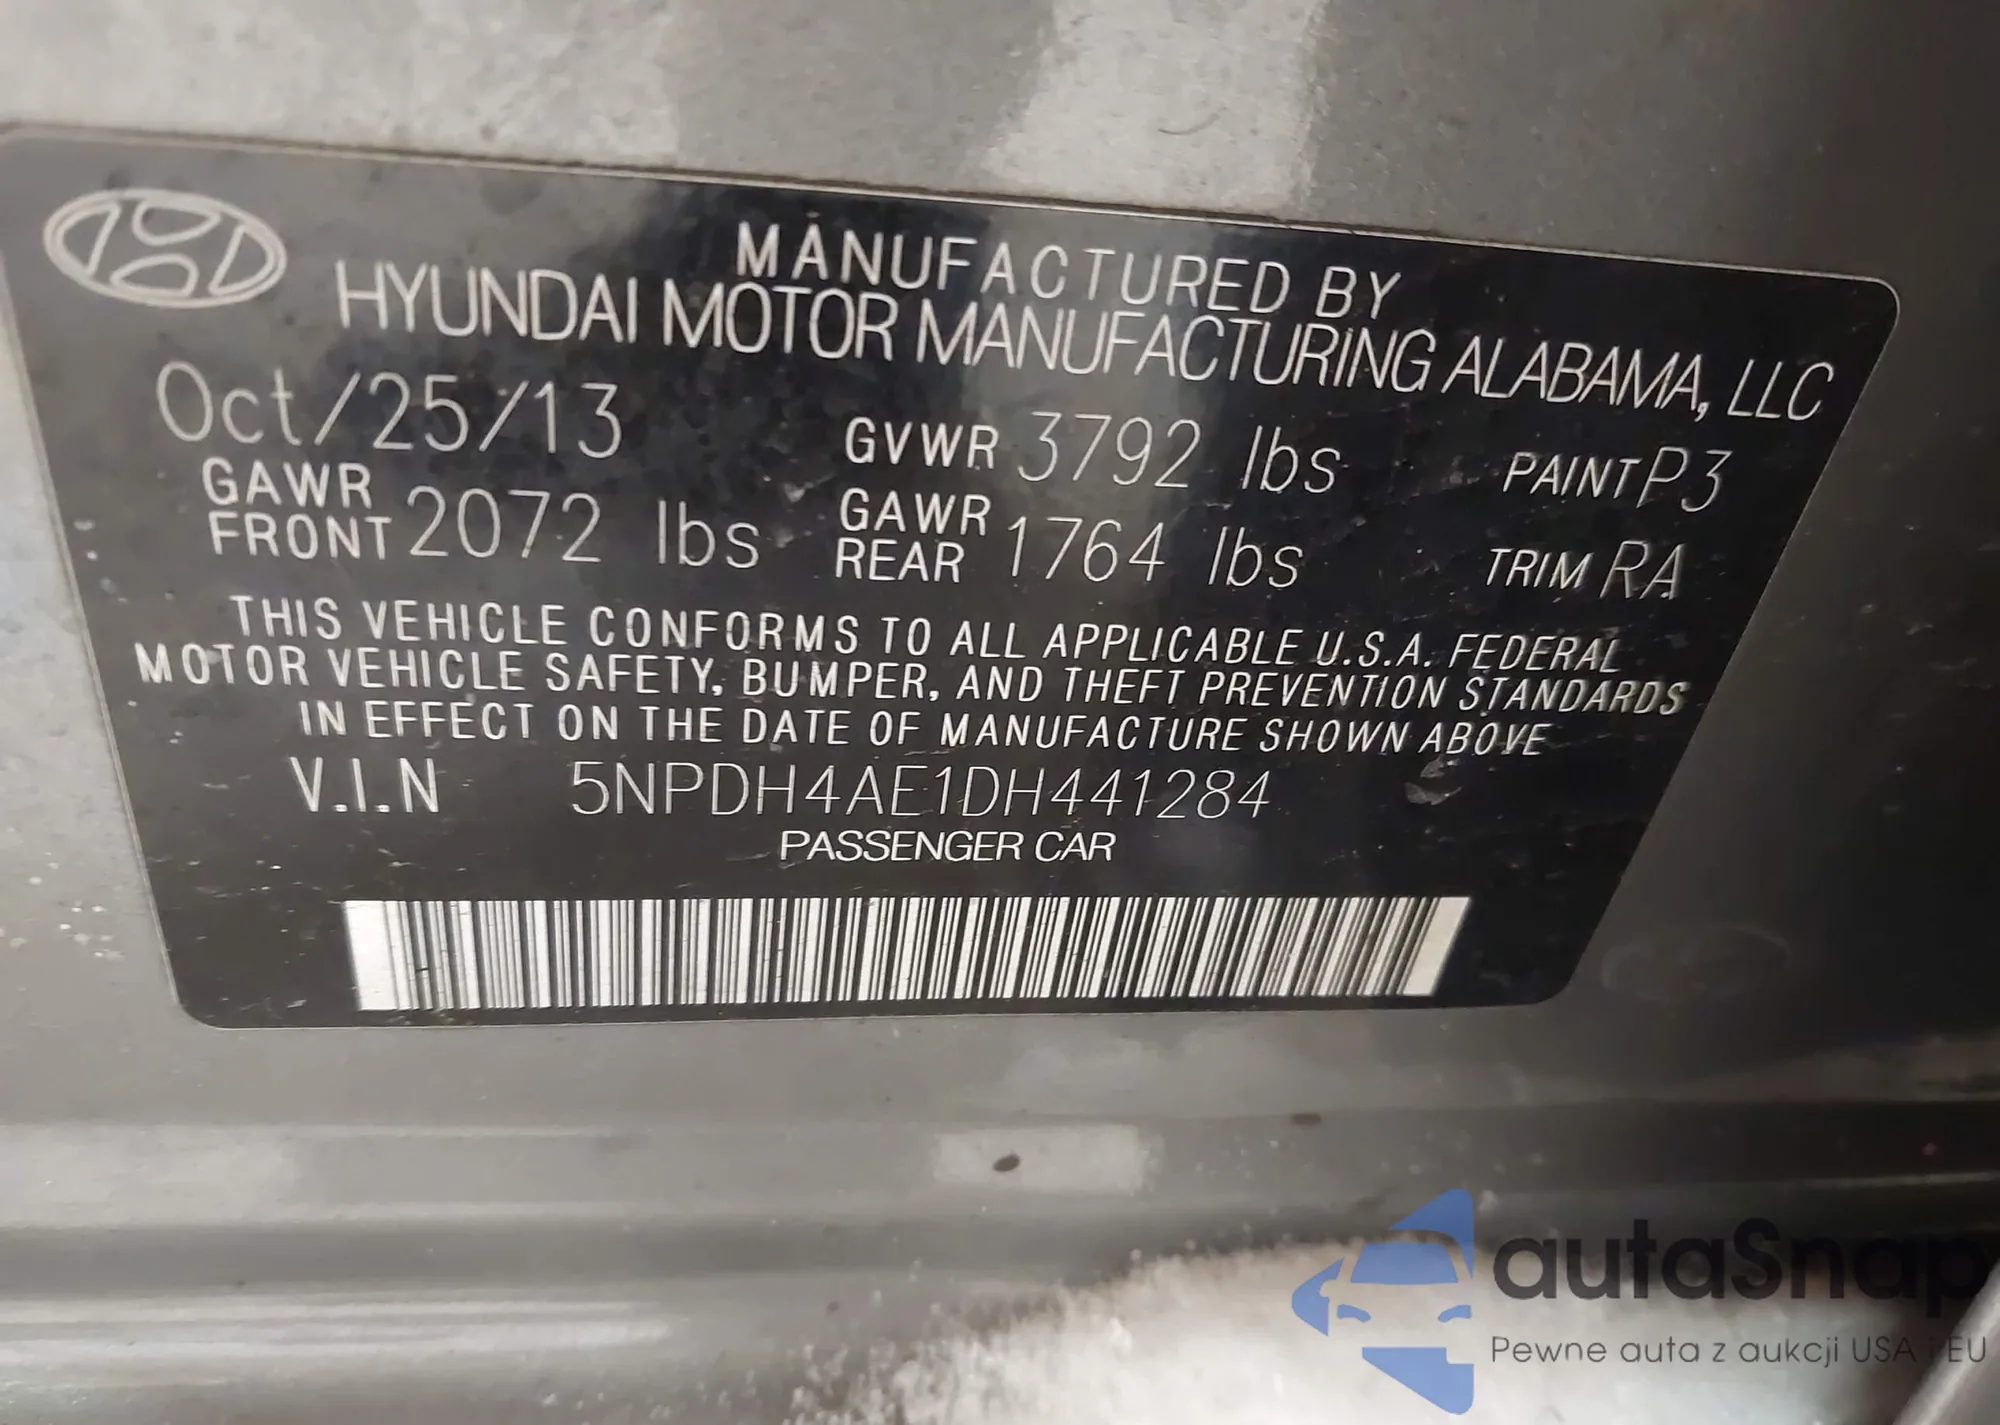 MANUFACTURED BY
HYUNDAI MOTOR MANUFACTURING ALABAMA, LLC
Oct/25/13 GVWR 3792 lbs PAINT P3
GAWR FRONT 2072 lbs GAWR REAR 1764 lbs TRIM RA
THIS VEHICLE CONFORMS TO ALL APPLICABLE U.S.A. FEDERAL
MOTOR VEHICLE SAFETY, BUMPER, AND THEFT PREVENTION STANDARDS
IN EFFECT ON THE DATE OF MANUFACTURE SHOWN ABOVE
V.I.N 5NPDH4AE1DH441284
PASSENGER CAR
autaSnap
Pewne auta z aukcji USA i EU